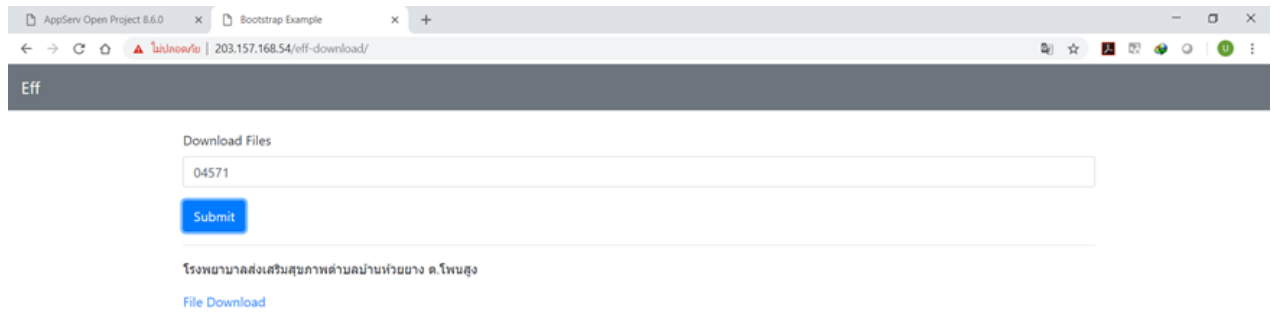 AppServ Open Project 8.6.0
Bootstrap Example
ไม่ปลอดภัย | 203.157.168.54/eff-download/
Eff
Download Files
04571
Submit
โรงพยาบาลส่งเสริมสุขภาพตำบลบ้านห้วยยาง ต.โพนสูง
File Download